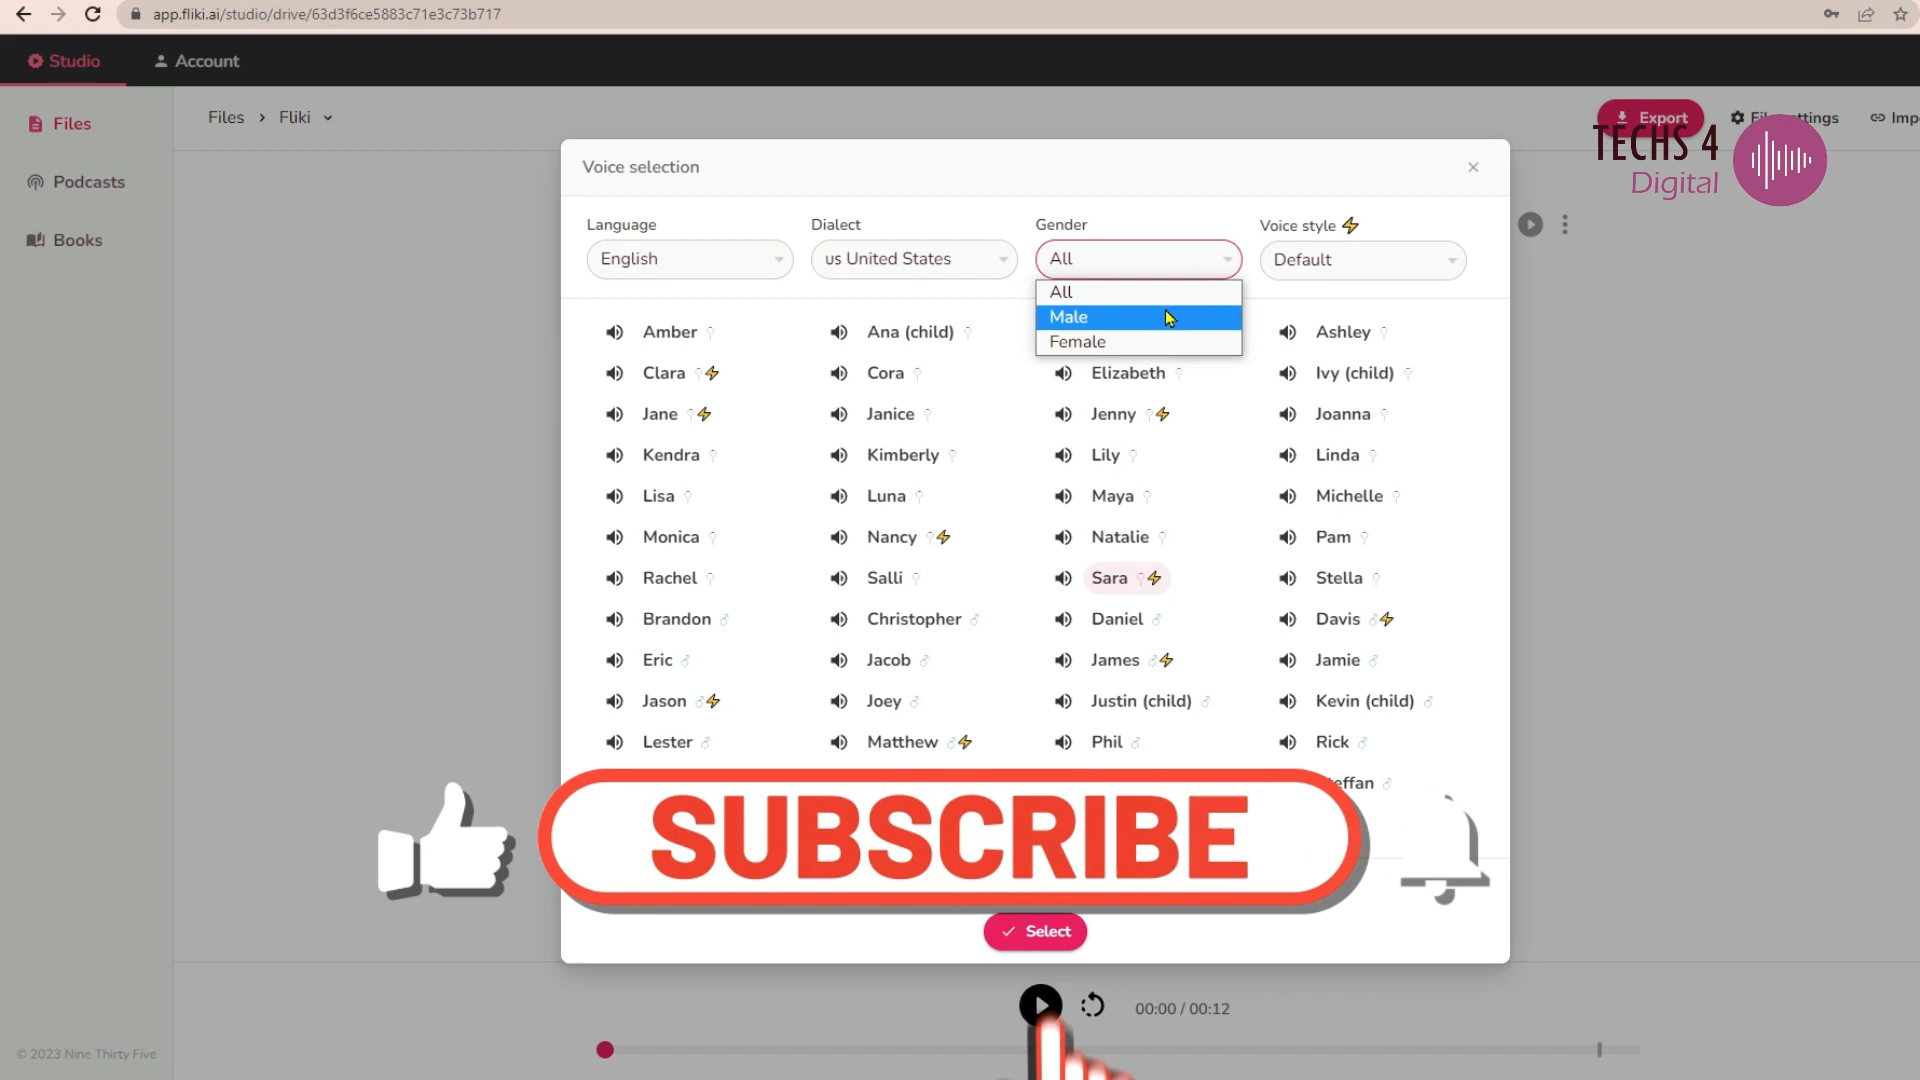 app.fliki.ai/studio/drive/63d3f6ce5883c71e3c73b717
Studio
Account
Files
Podcasts
Books
Files > Fliki
Export
TECHS 4
Digital
Voice selection
Language
Dialect
Gender
Voice style
English
us United States
All
Default
All
Male
Female
Amber
Ana (child)
Ashley
Clara
Cora
Elizabeth
Ivy (child)
Jane
Janice
Jenny
Joanna
Kendra
Kimberly
Lily
Linda
Lisa
Luna
Maya
Michelle
Monica
Nancy
Natalie
Pam
Rachel
Salli
Sara
Stella
Brandon
Christopher
Daniel
Davis
Eric
Jacob
James
Jamie
Jason
Joey
Justin (child)
Kevin (child)
Lester
Matthew
Phil
Rick
SUBSCRIBE
Select
00:00 / 00:12
© 2023 Nine Thirty Five